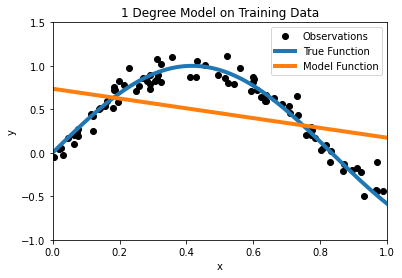 1 Degree Model on Training Data
1.5
1.0
0.5
0.0
-0.5
-1.0
y
Observations
True Function
Model Function
0.0 0.2 0.4 0.6 0.8 1.0
x